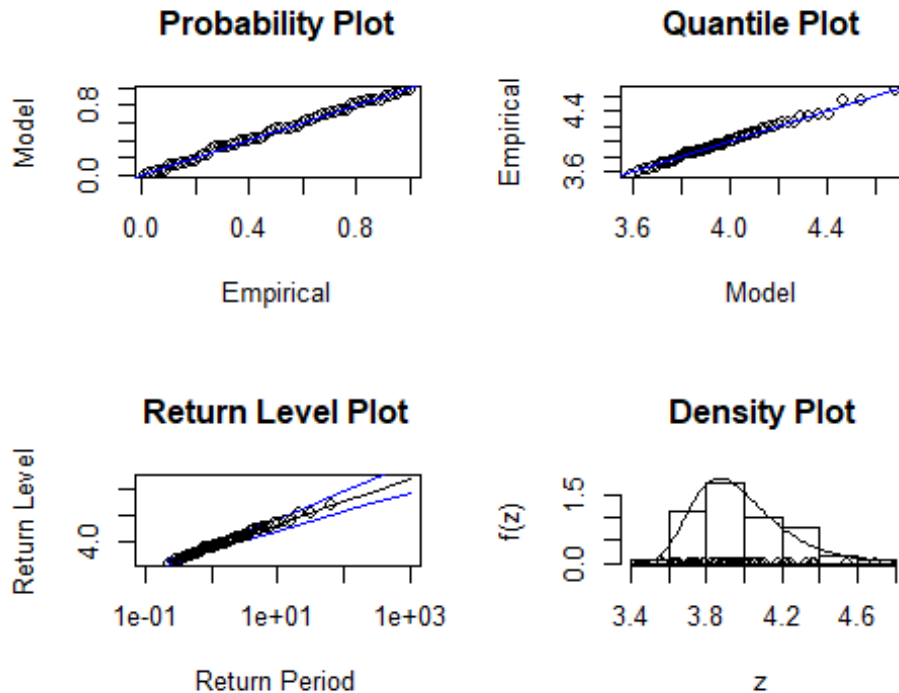 Probability Plot
Model
0.0 0.8
0.0 0.4 0.8
Empirical
Quantile Plot
Empirical
3.6 4.4
3.6 4.0 4.4
Model
Return Level Plot
Return Level
4.0
1e-01 1e+01 1e+03
Return Period
Density Plot
f(z)
0.0 1.5
3.4 3.8 4.2 4.6
z